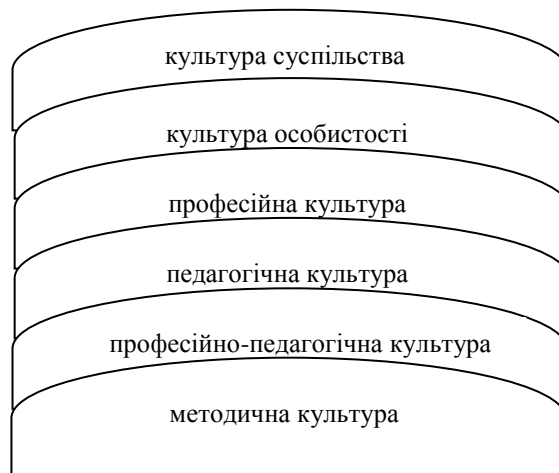 культура суспільства
культура особистості
професійна культура
педагогічна культура
професійно-педагогічна культура
методична культура